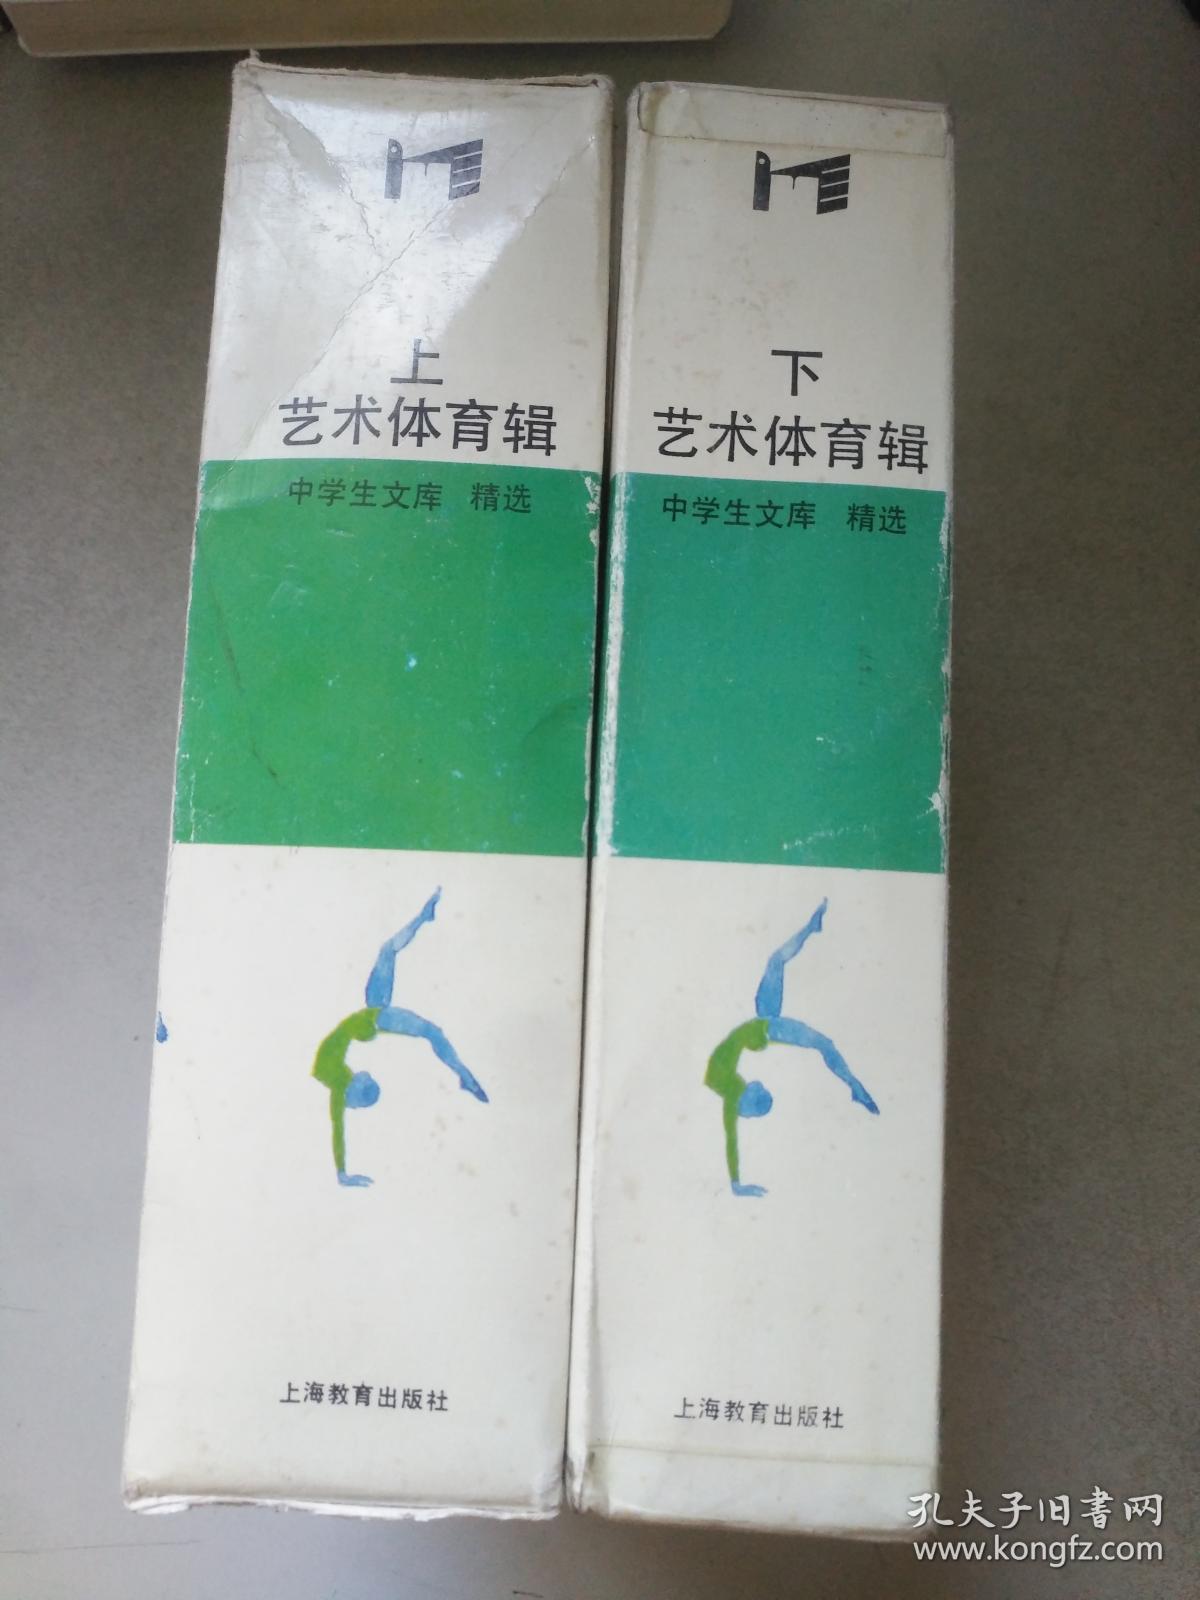 上
艺术体育辑
中学生文库 精选
上海教育出版社
下
艺术体育辑
中学生文库 精选
上海教育出版社
孔夫子旧书网
www.kongfz.com